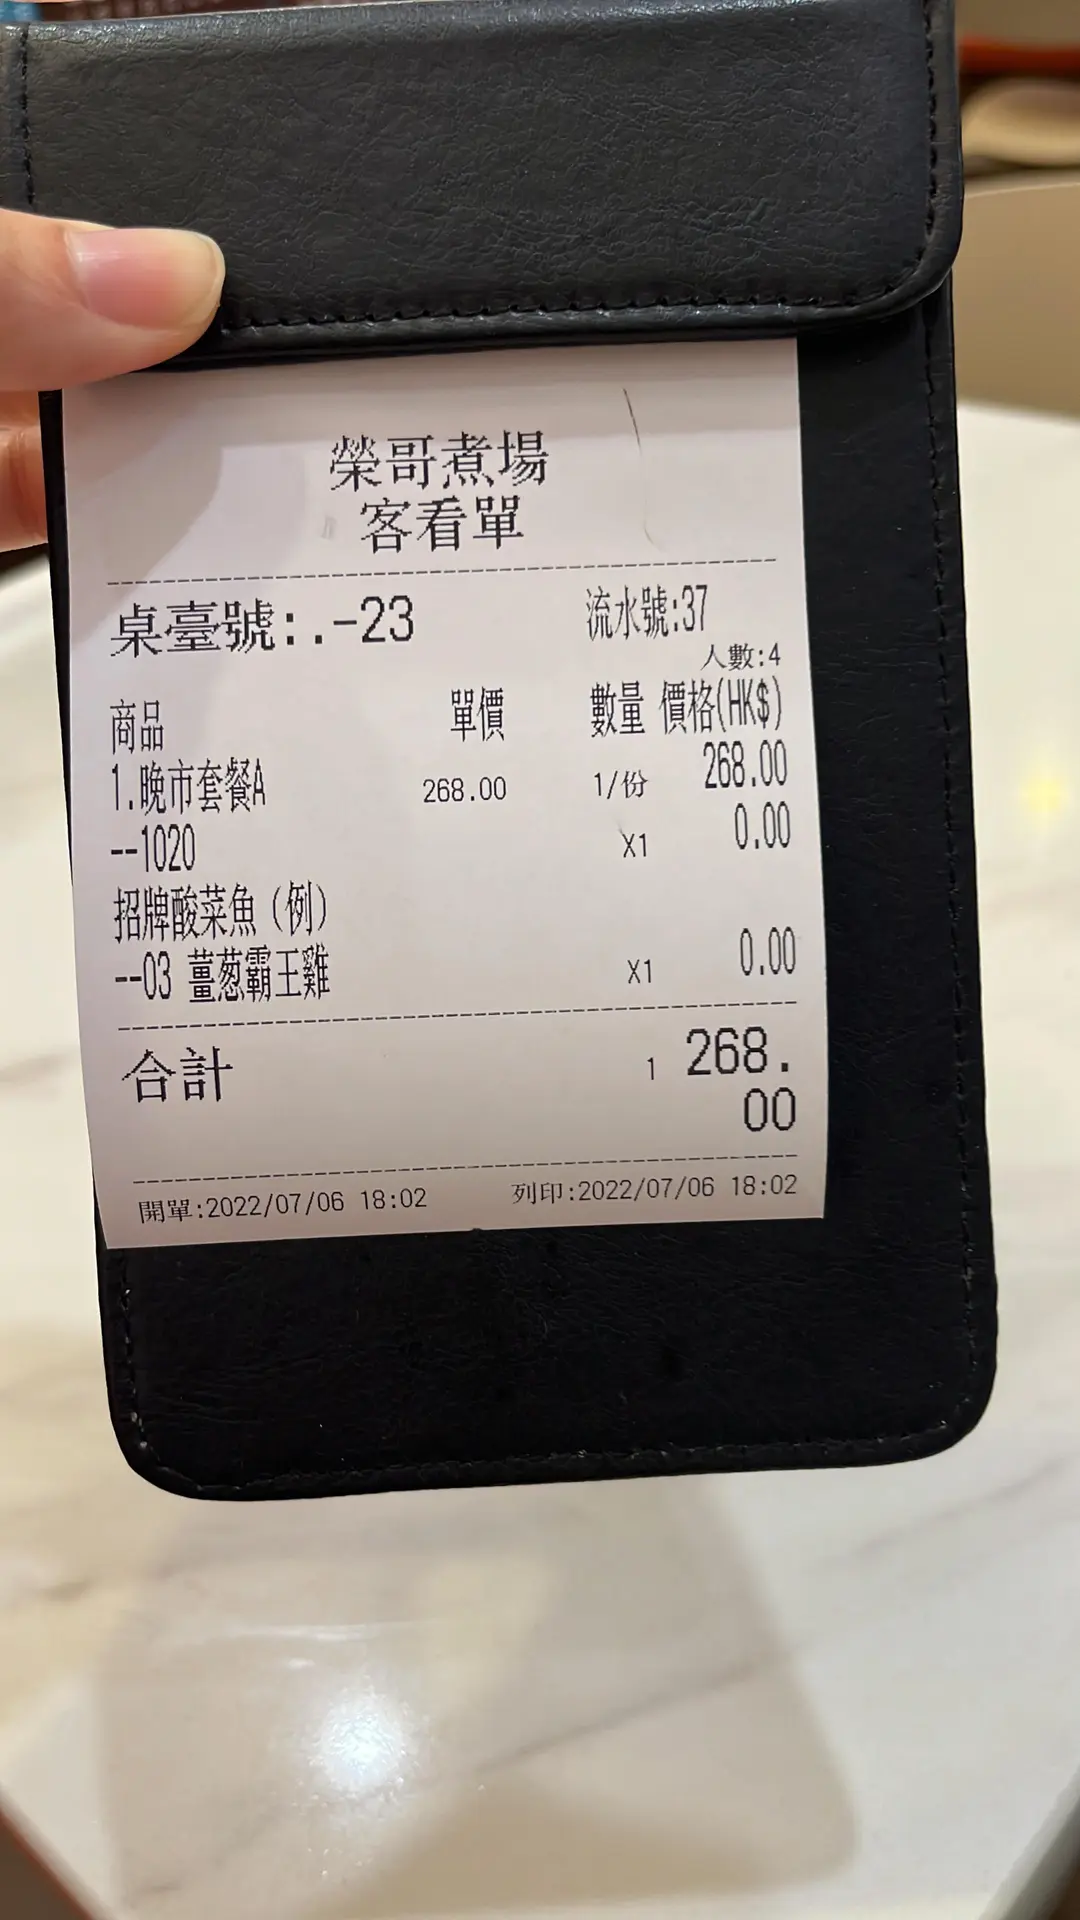 榮哥煮場
客看單
桌臺號:.-23 流水號:37
人數:4
商品 單價 數量 價格(HK$)
1.晚市套餐A 268.00 1/份 268.00
--1020 X1 0.00
招牌酸菜魚(例)
--03 薑葱霸王雞 X1 0.00
合計 1 268.
00
開單:2022/07/06 18:02 列印:2022/07/06 18:02